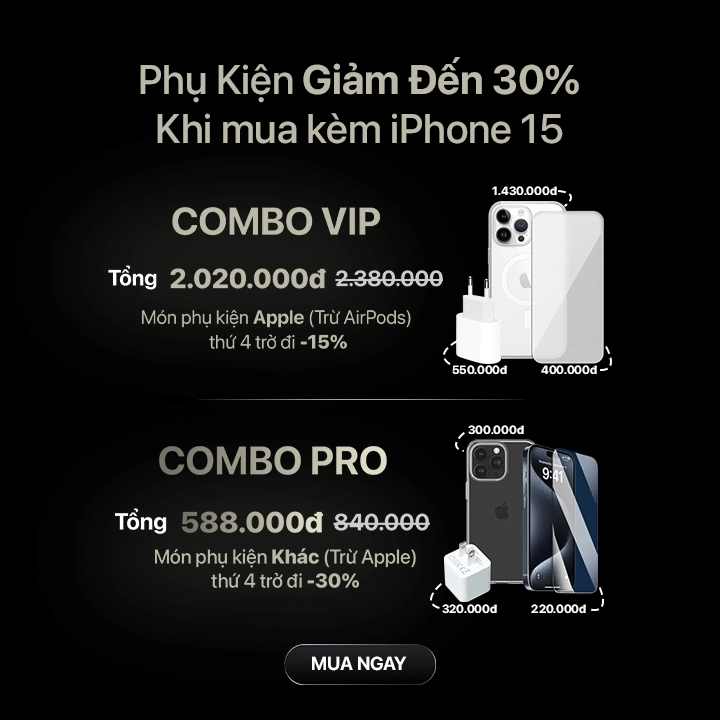 Phụ Kiện Giảm Đến 30%
Khi mua kèm iPhone 15
COMBO VIP
Tổng 2.020.000đ 2.380.000
Món phụ kiện Apple (Trừ AirPods)
thứ 4 trở đi -15%
1.430.000đ
550.000đ
400.000đ
COMBO PRO
Tổng 588.000đ 840.000
Món phụ kiện Khác (Trừ Apple)
thứ 4 trở đi -30%
300.000đ
9:41
320.000đ
220.000đ
MUA NGAY